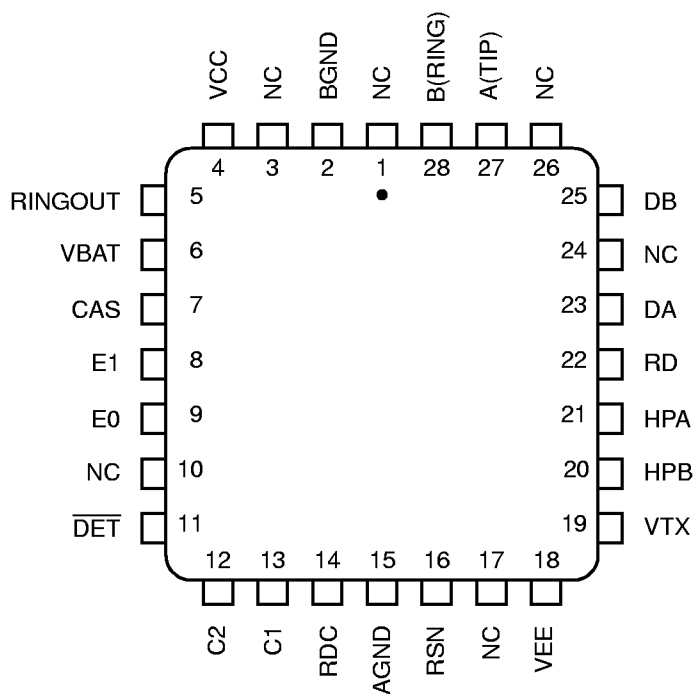 VCC NC BGND NC B(RING) A(TIP) NC
4 3 2 1 28 27 26
RINGOUT 5 25 DB
VBAT 6 24 NC
CAS 7 23 DA
E1 8 22 RD
E0 9 21 HPA
NC 10 20 HPB
DET 11 19 VTX
12 13 14 15 16 17 18
C2 C1 RDC AGND RSN NC VEE